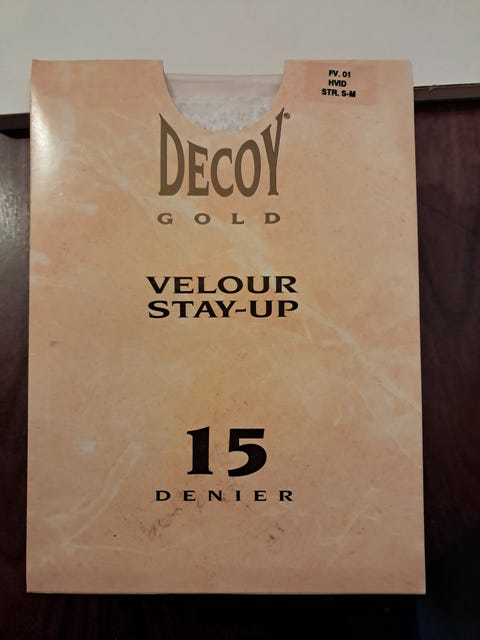 FV. 01
HVID
STR. S-M
DECOY®
GOLD
VELOUR
STAY-UP
15
DENIER